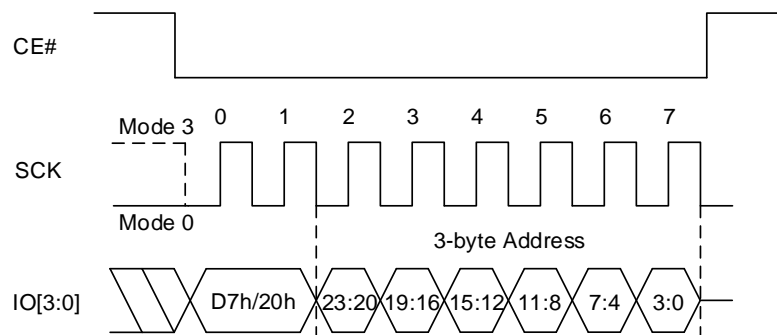 CE#
Mode 3
0 1 2 3 4 5 6 7
SCK
Mode 0
3-byte Address
IO[3:0]
D7h/20h 23:20 19:16 15:12 11:8 7:4 3:0